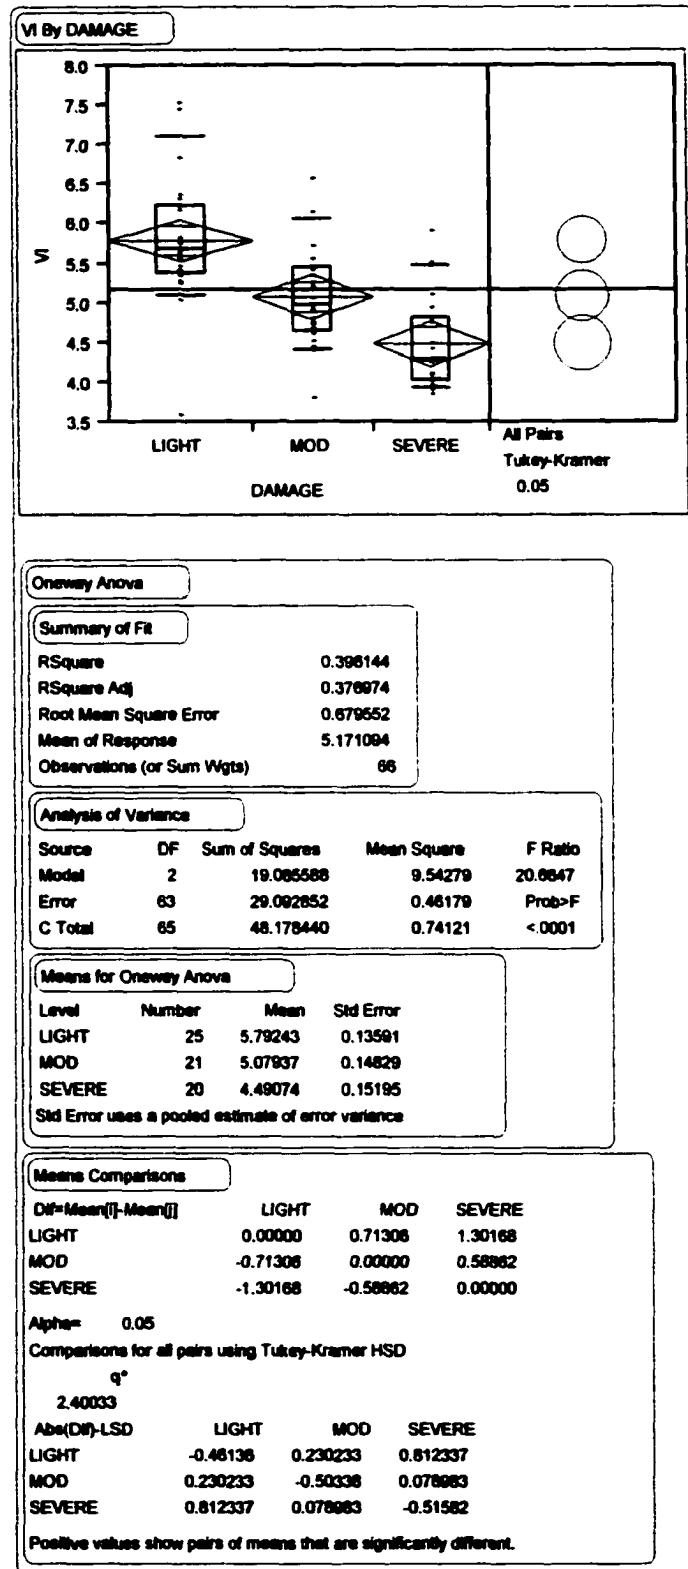 VI By DAMAGE
8.0
7.5
7.0
6.5
6.0
5.5
5.0
4.5
4.0
3.5
VI
LIGHT MOD SEVERE
DAMAGE
All Pairs
Tukey-Kramer
0.05
Oneway Anova
Summary of Fit
RSquare 0.396144
RSquare Adj 0.376974
Root Mean Square Error 0.679552
Mean of Response 5.171094
Observations (or Sum Wgts) 66
Analysis of Variance
Source DF Sum of Squares Mean Square F Ratio
Model 2 19.085588 9.54279 20.6647
Error 63 29.092852 0.46179 Prob>F
C Total 65 48.178440 0.74121 <.0001
Means for Oneway Anova
Level Number Mean Std Error
LIGHT 25 5.79243 0.13591
MOD 21 5.07937 0.14829
SEVERE 20 4.49074 0.15195
Std Error uses a pooled estimate of error variance
Means Comparisons
Dif=Mean[i]-Mean[j] LIGHT MOD SEVERE
LIGHT 0.00000 0.71306 1.30168
MOD -0.71306 0.00000 0.58862
SEVERE -1.30168 -0.58862 0.00000
Alpha= 0.05
Comparisons for all pairs using Tukey-Kramer HSD
q*
2.40033
Abs(Dif)-LSD LIGHT MOD SEVERE
LIGHT -0.46136 0.230233 0.812337
MOD 0.230233 -0.50338 0.078983
SEVERE 0.812337 0.078983 -0.51582
Positive values show pairs of means that are significantly different.